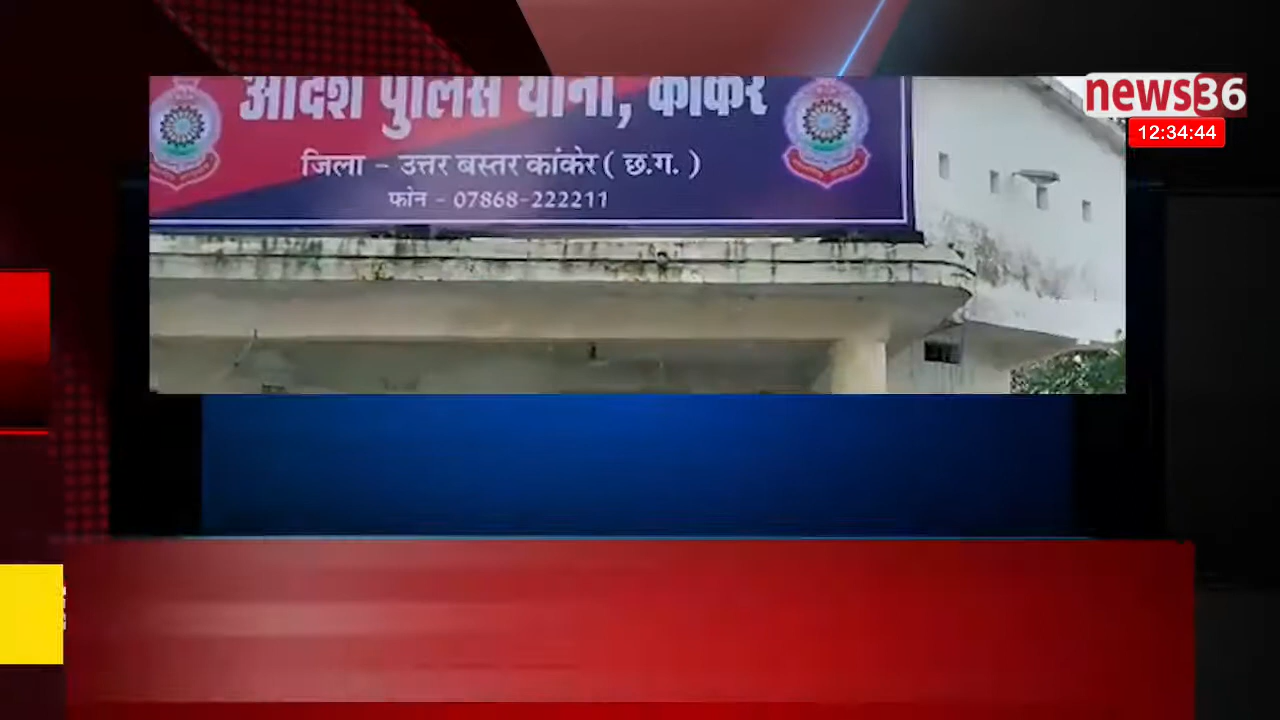 आदर्श पुलिस थाना, कांकेर
जिला - उत्तर बस्तर कांकेर ( छ.ग. )
फोन - 07868-222211
news36
12:34:44